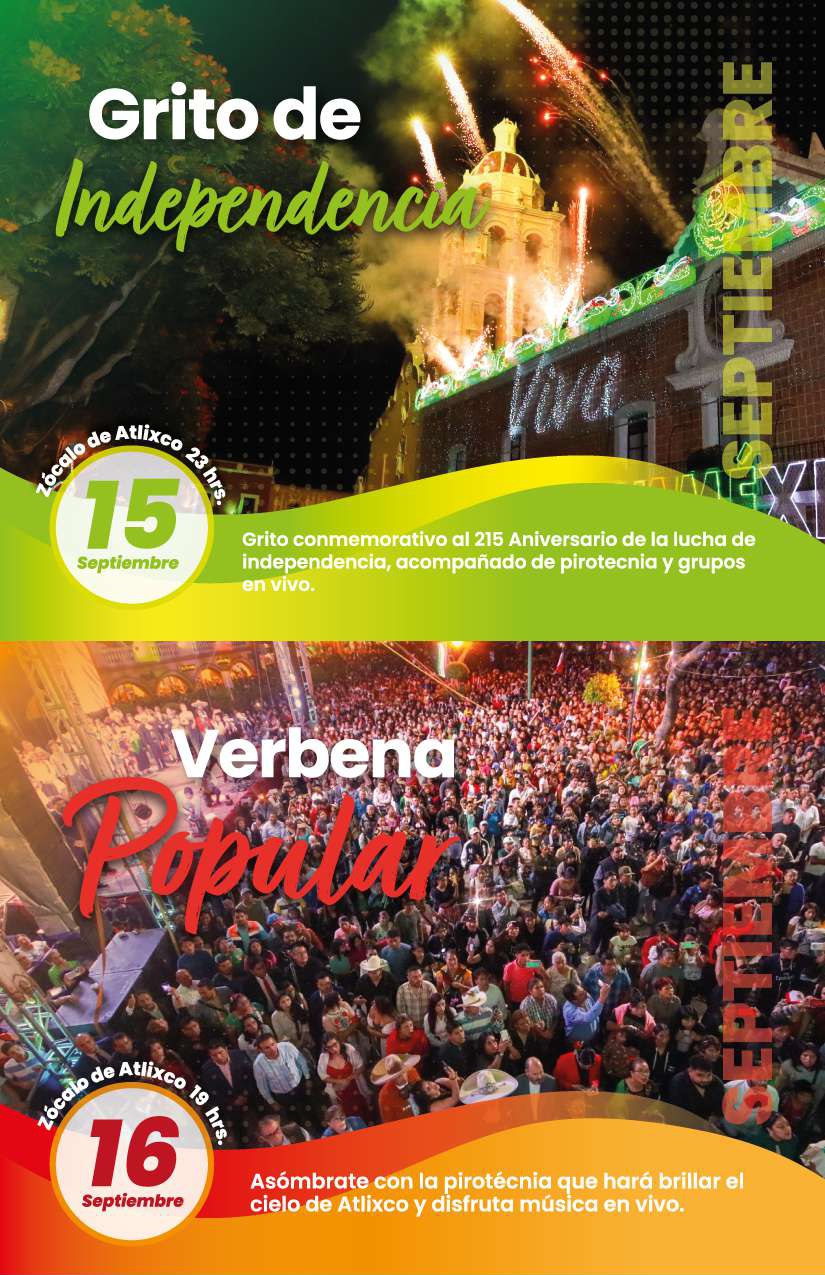 Grito de
Independencia
SEPTIEMBRE
Viva
MÉXI
Zócalo de Atlixco 23 hrs.
15
Septiembre
Grito conmemorativo al 215 Aniversario de la lucha de
independencia, acompañado de pirotecnia y grupos
en vivo.
Verbena
Popular
SEPTIEMBRE
Zócalo de Atlixco 19 hrs.
16
Septiembre
Asómbrate con la pirotécnia que hará brillar el
cielo de Atlixco y disfruta música en vivo.